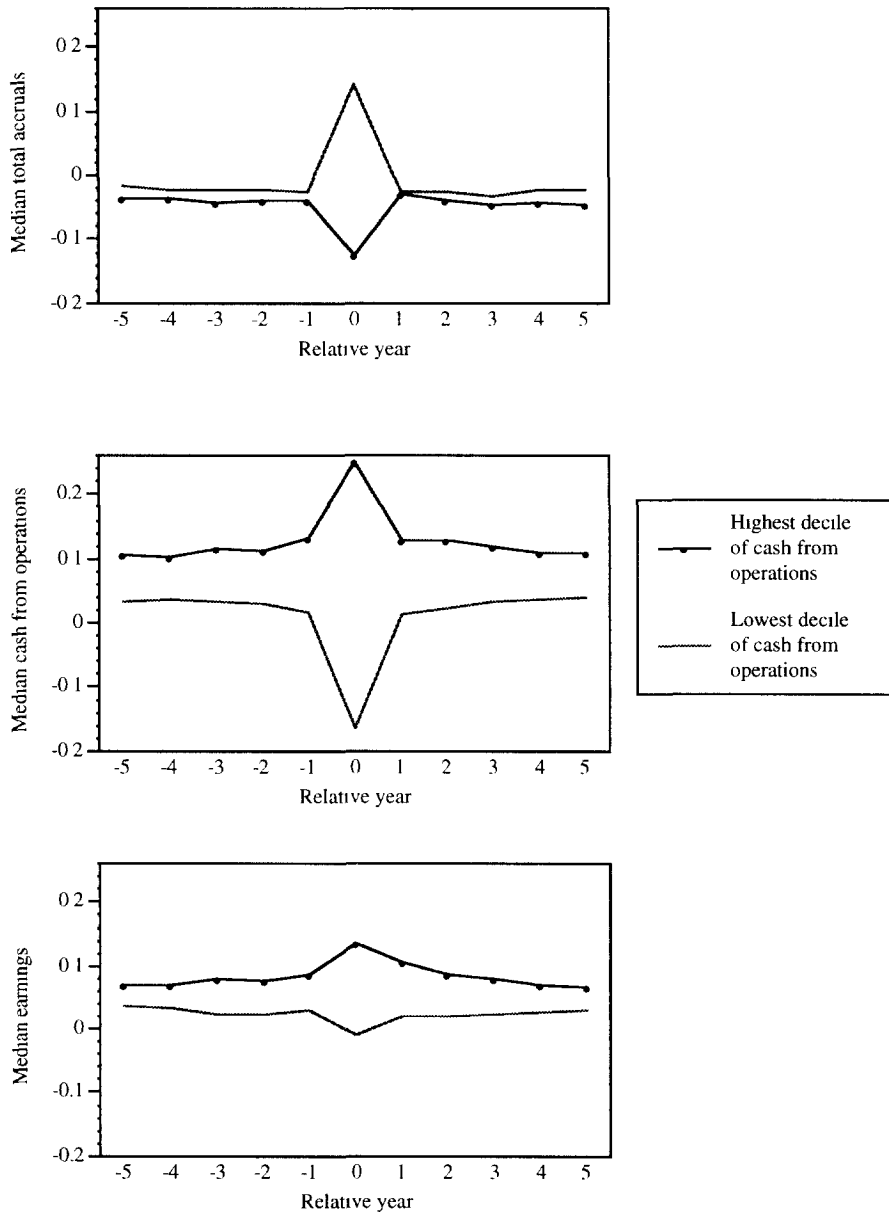 Median total accruals
0 2
0 1
0
-0 1
-0.2
-5 -4 -3 -2 -1 0 1 2 3 4 5
Relative year
Median cash from operations
0 2
0 1
0
-0 1
-0.2
-5 -4 -3 -2 -1 0 1 2 3 4 5
Relative year
Highest decile
of cash from
operations
Lowest decile
of cash from
operations
Median earnings
0 2
0 1
0
-0.1
-0.2
-5 -4 -3 -2 -1 0 1 2 3 4 5
Relative year